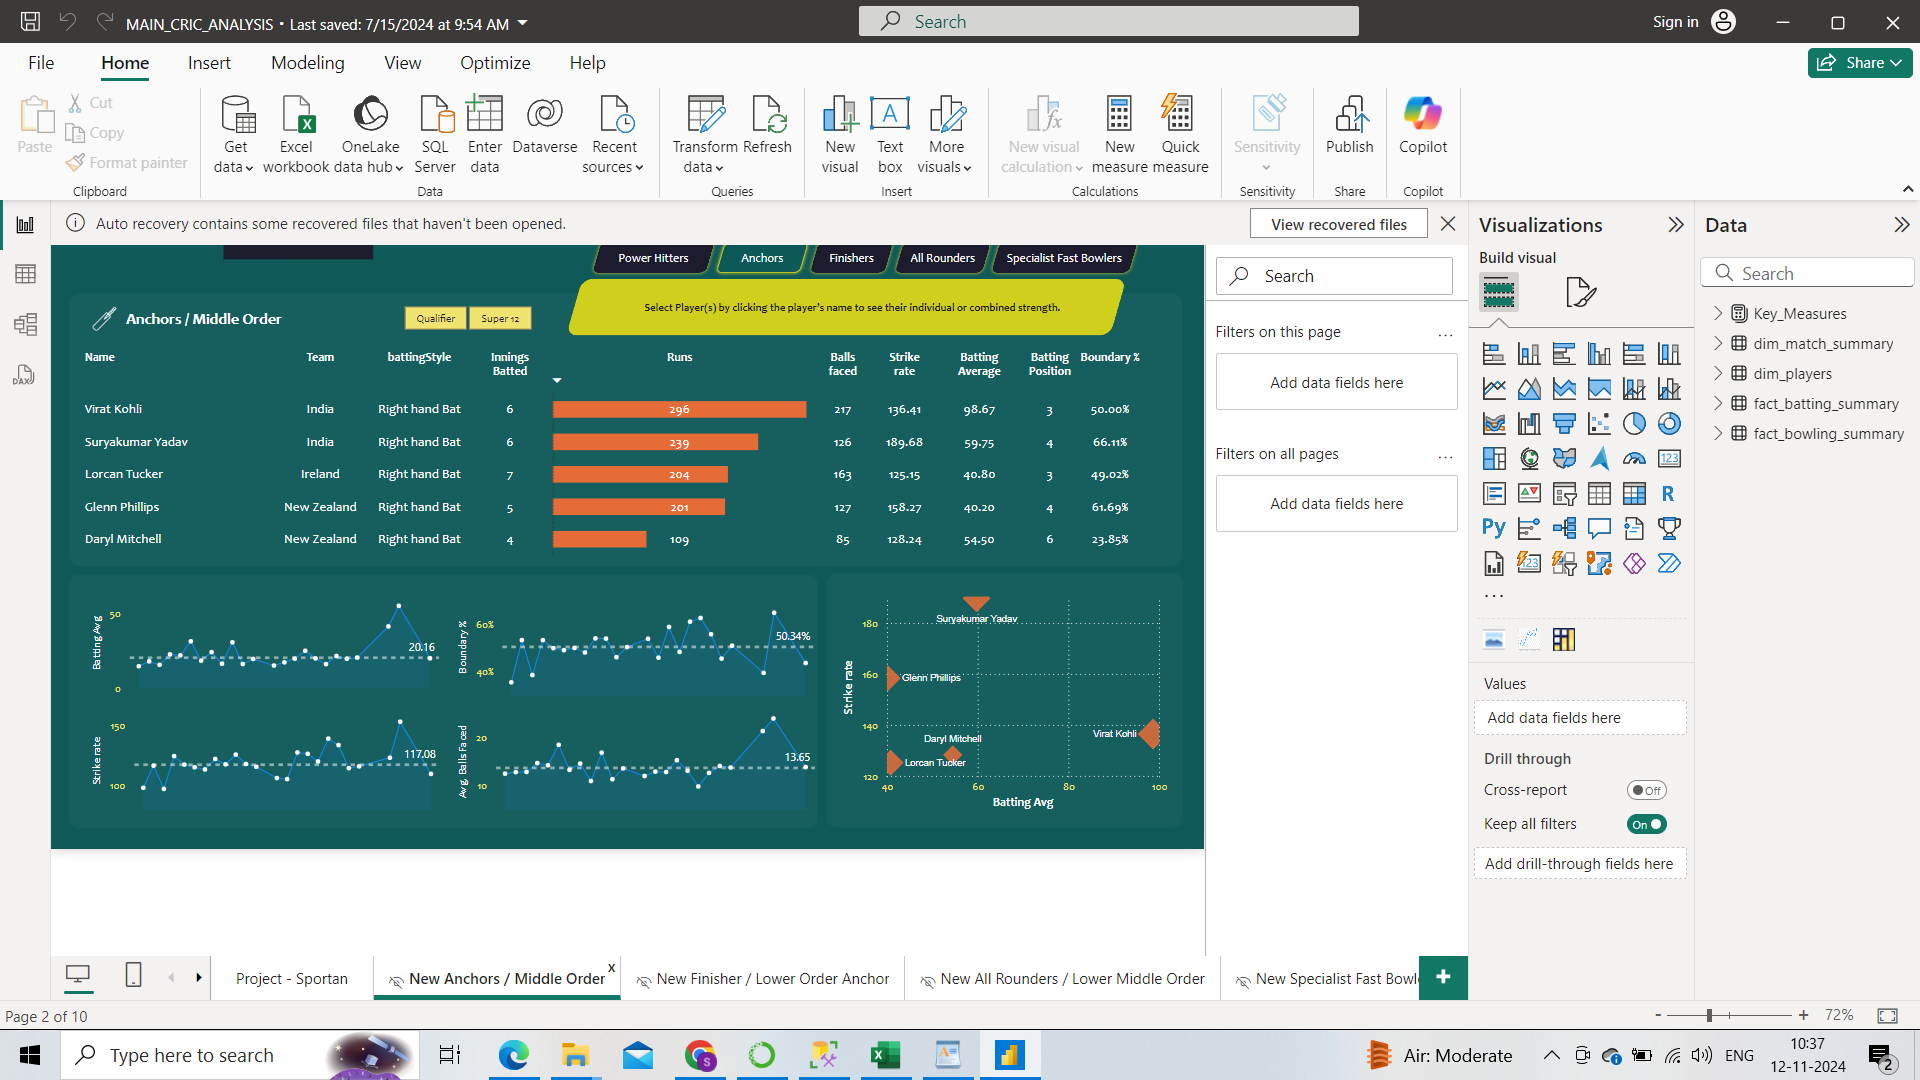 MAIN_CRIC_ANALYSIS • Last saved: 7/15/2024 at 9:54 AM
Search
Sign in
File
Home
Insert
Modeling
View
Optimize
Help
Share
Paste
Cut
Copy
Format painter
Clipboard
Get data
Excel workbook
OneLake data hub
SQL Server
Enter data
Dataverse
Recent sources
Data
Transform data
Refresh
Queries
New visual
Text box
More visuals
Insert
New visual calculation
New measure
Quick measure
Calculations
Sensitivity
Sensitivity
Publish
Share
Copilot
Copilot
Auto recovery contains some recovered files that haven't been opened.
View recovered files
Power Hitters
Anchors
Finishers
All Rounders
Specialist Fast Bowlers
Select Player(s) by clicking the player's name to see their individual or combined strength.
Anchors / Middle Order
Qualifier
Super 12
Name Team battingStyle Innings Batted Runs Balls faced Strike rate Batting Average Batting Position Boundary %
Virat Kohli India Right hand Bat 6 296 217 136.41 98.67 3 50.00%
Suryakumar Yadav India Right hand Bat 6 239 126 189.68 59.75 4 66.11%
Lorcan Tucker Ireland Right hand Bat 7 204 163 125.15 40.80 3 49.02%
Glenn Phillips New Zealand Right hand Bat 5 201 127 158.27 40.20 4 61.69%
Daryl Mitchell New Zealand Right hand Bat 4 109 85 128.24 54.50 6 23.85%
Batting Avg
50
0
20.16
Boundary %
60%
40%
50.34%
Strike rate
150
100
117.08
Avg. Balls Faced
20
10
13.65
Strike rate
180
160
140
120
Suryakumar Yadav
Glenn Phillips
Virat Kohli
Daryl Mitchell
Lorcan Tucker
40
60
80
100
Batting Avg
Search
Filters on this page
...
Add data fields here
Filters on all pages
...
Add data fields here
Visualizations
Build visual
123
R
Py
123
...
Values
Add data fields here
Drill through
Cross-report
Off
Keep all filters
On
Add drill-through fields here
Data
Search
Key_Measures
dim_match_summary
dim_players
fact_batting_summary
fact_bowling_summary
DAX
Project - Sportan
New Anchors / Middle Order
x
New Finisher / Lower Order Anchor
New All Rounders / Lower Middle Order
New Specialist Fast Bowl
+
Page 2 of 10
-
+
72%
Type here to search
S
Air: Moderate
ENG
10:37
12-11-2024
2